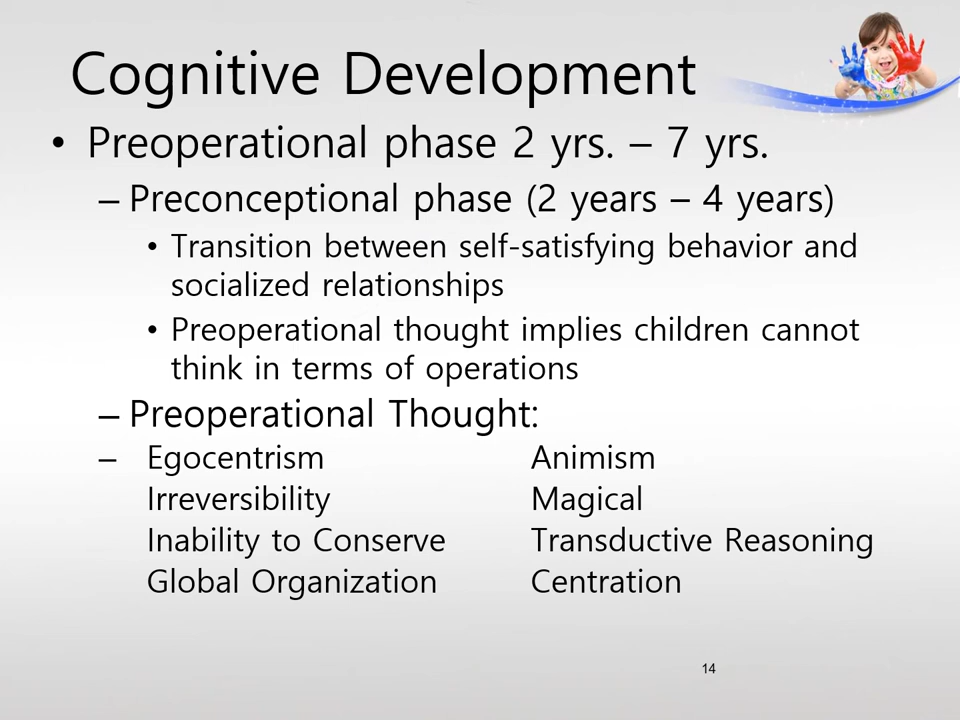 Cognitive Development
• Preoperational phase 2 yrs. – 7 yrs.
– Preconceptional phase (2 years – 4 years)
• Transition between self-satisfying behavior and
socialized relationships
• Preoperational thought implies children cannot
think in terms of operations
– Preoperational Thought:
– Egocentrism Animism
Irreversibility Magical
Inability to Conserve Transductive Reasoning
Global Organization Centration
14